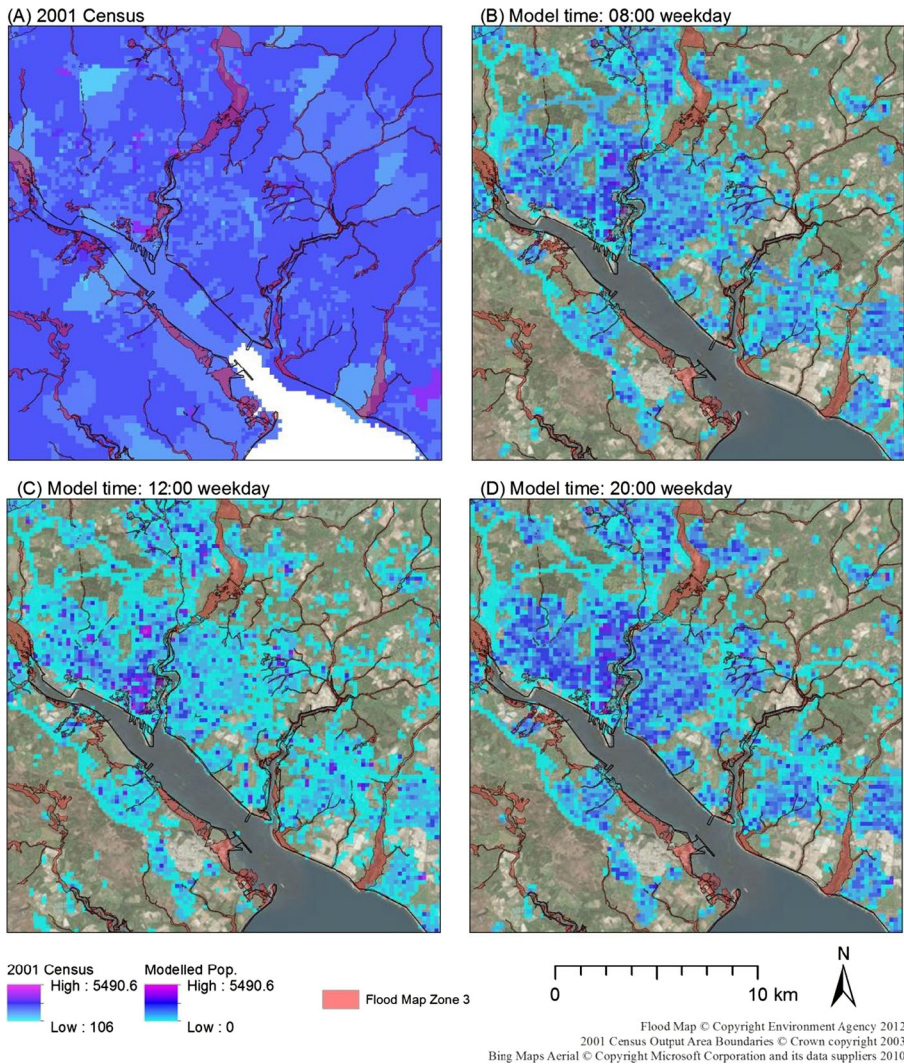 (A) 2001 Census
(B) Model time: 08:00 weekday
(C) Model time: 12:00 weekday
(D) Model time: 20:00 weekday
2001 Census
High : 5490.6
Low : 106
Modelled Pop.
High : 5490.6
Low : 0
Flood Map Zone 3
0 10 km
N
Flood Map © Copyright Environment Agency 2012
2001 Census Output Area Boundaries © Crown copyright 2003
Bing Maps Aerial © Copyright Microsoft Corporation and its data suppliers 2010